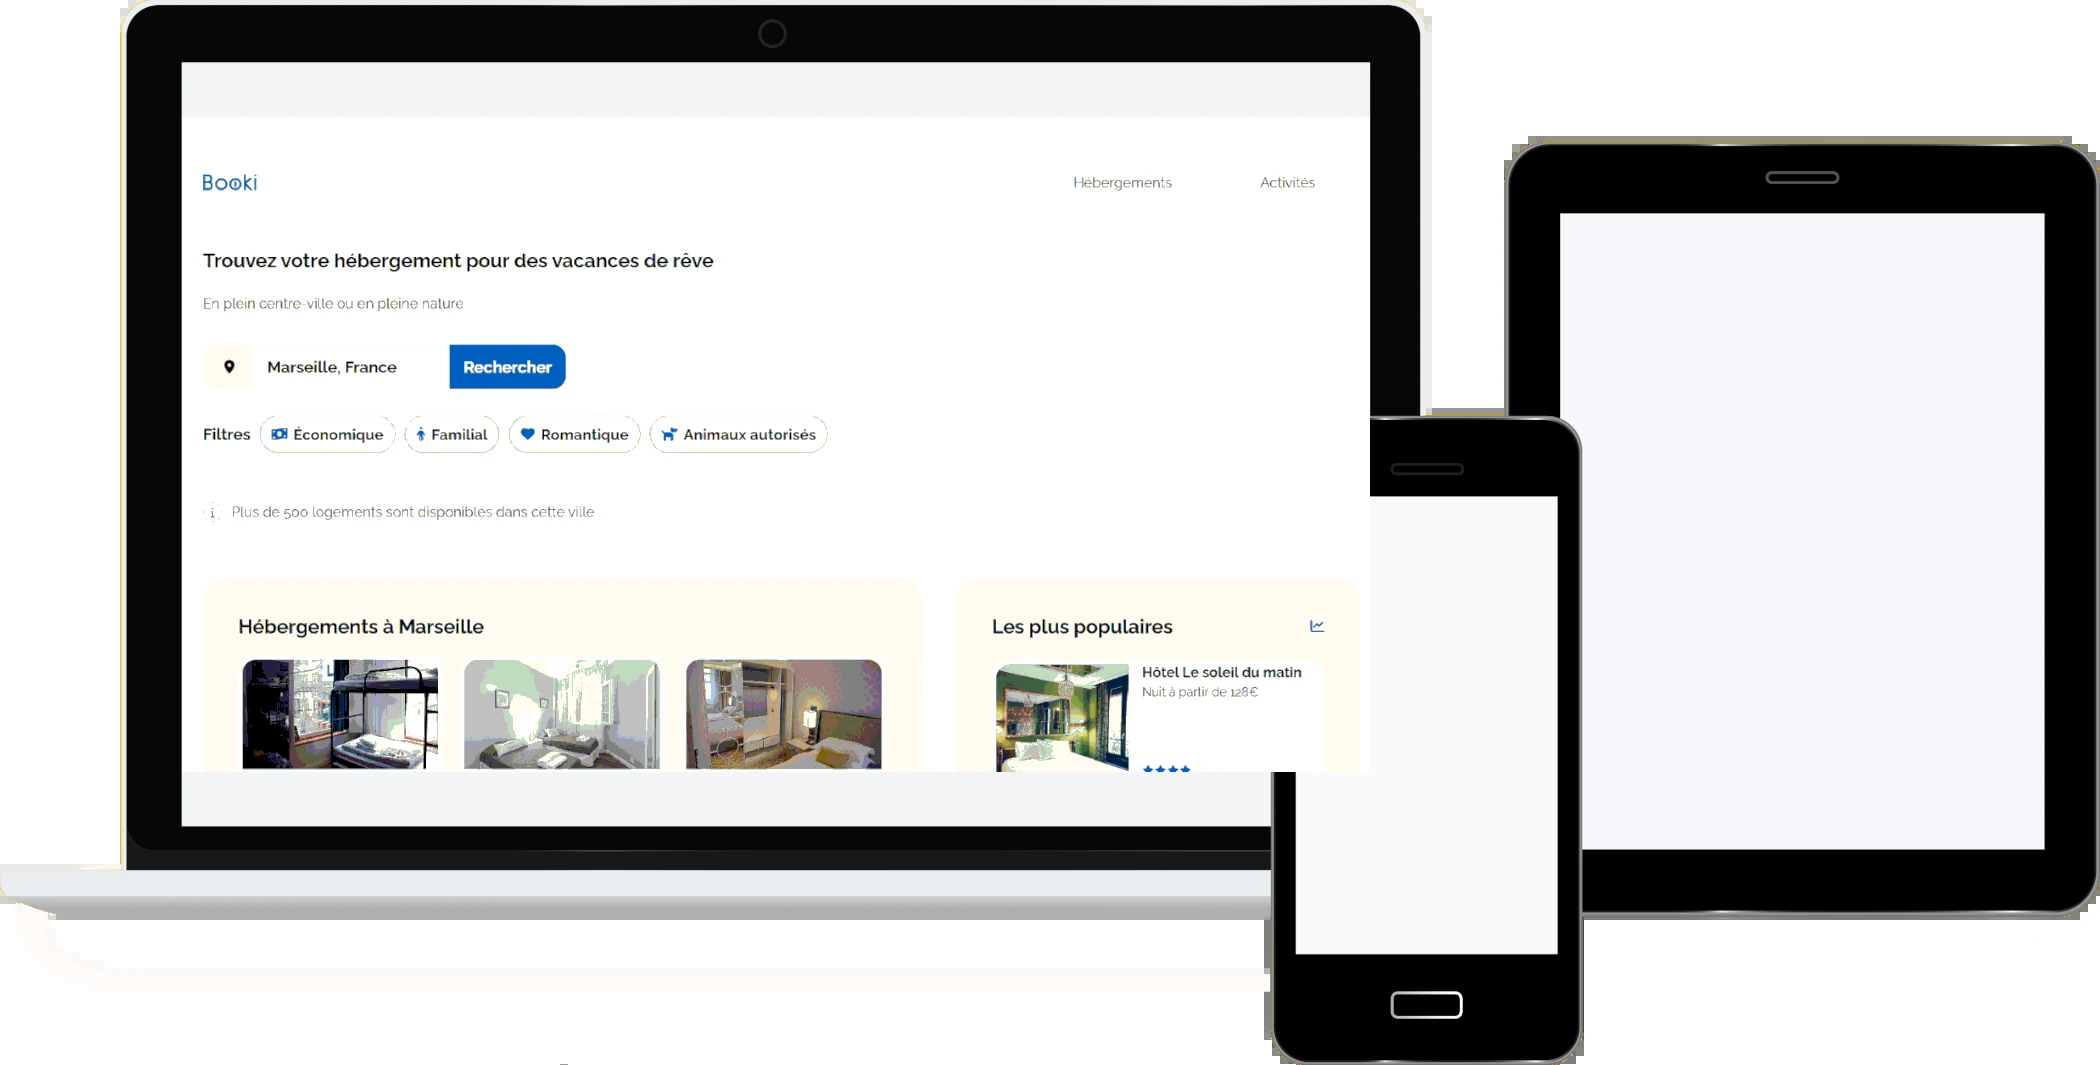 Booki
Hébergements
Activités
Trouvez votre hébergement pour des vacances de rêve
En plein centre-ville ou en pleine nature
Marseille, France
Rechercher
Filtres
Économique
Familial
Romantique
Animaux autorisés
Plus de 500 logements sont disponibles dans cette ville
Hébergements à Marseille
Les plus populaires
Hôtel Le soleil du matin
Nuit à partir de 128€